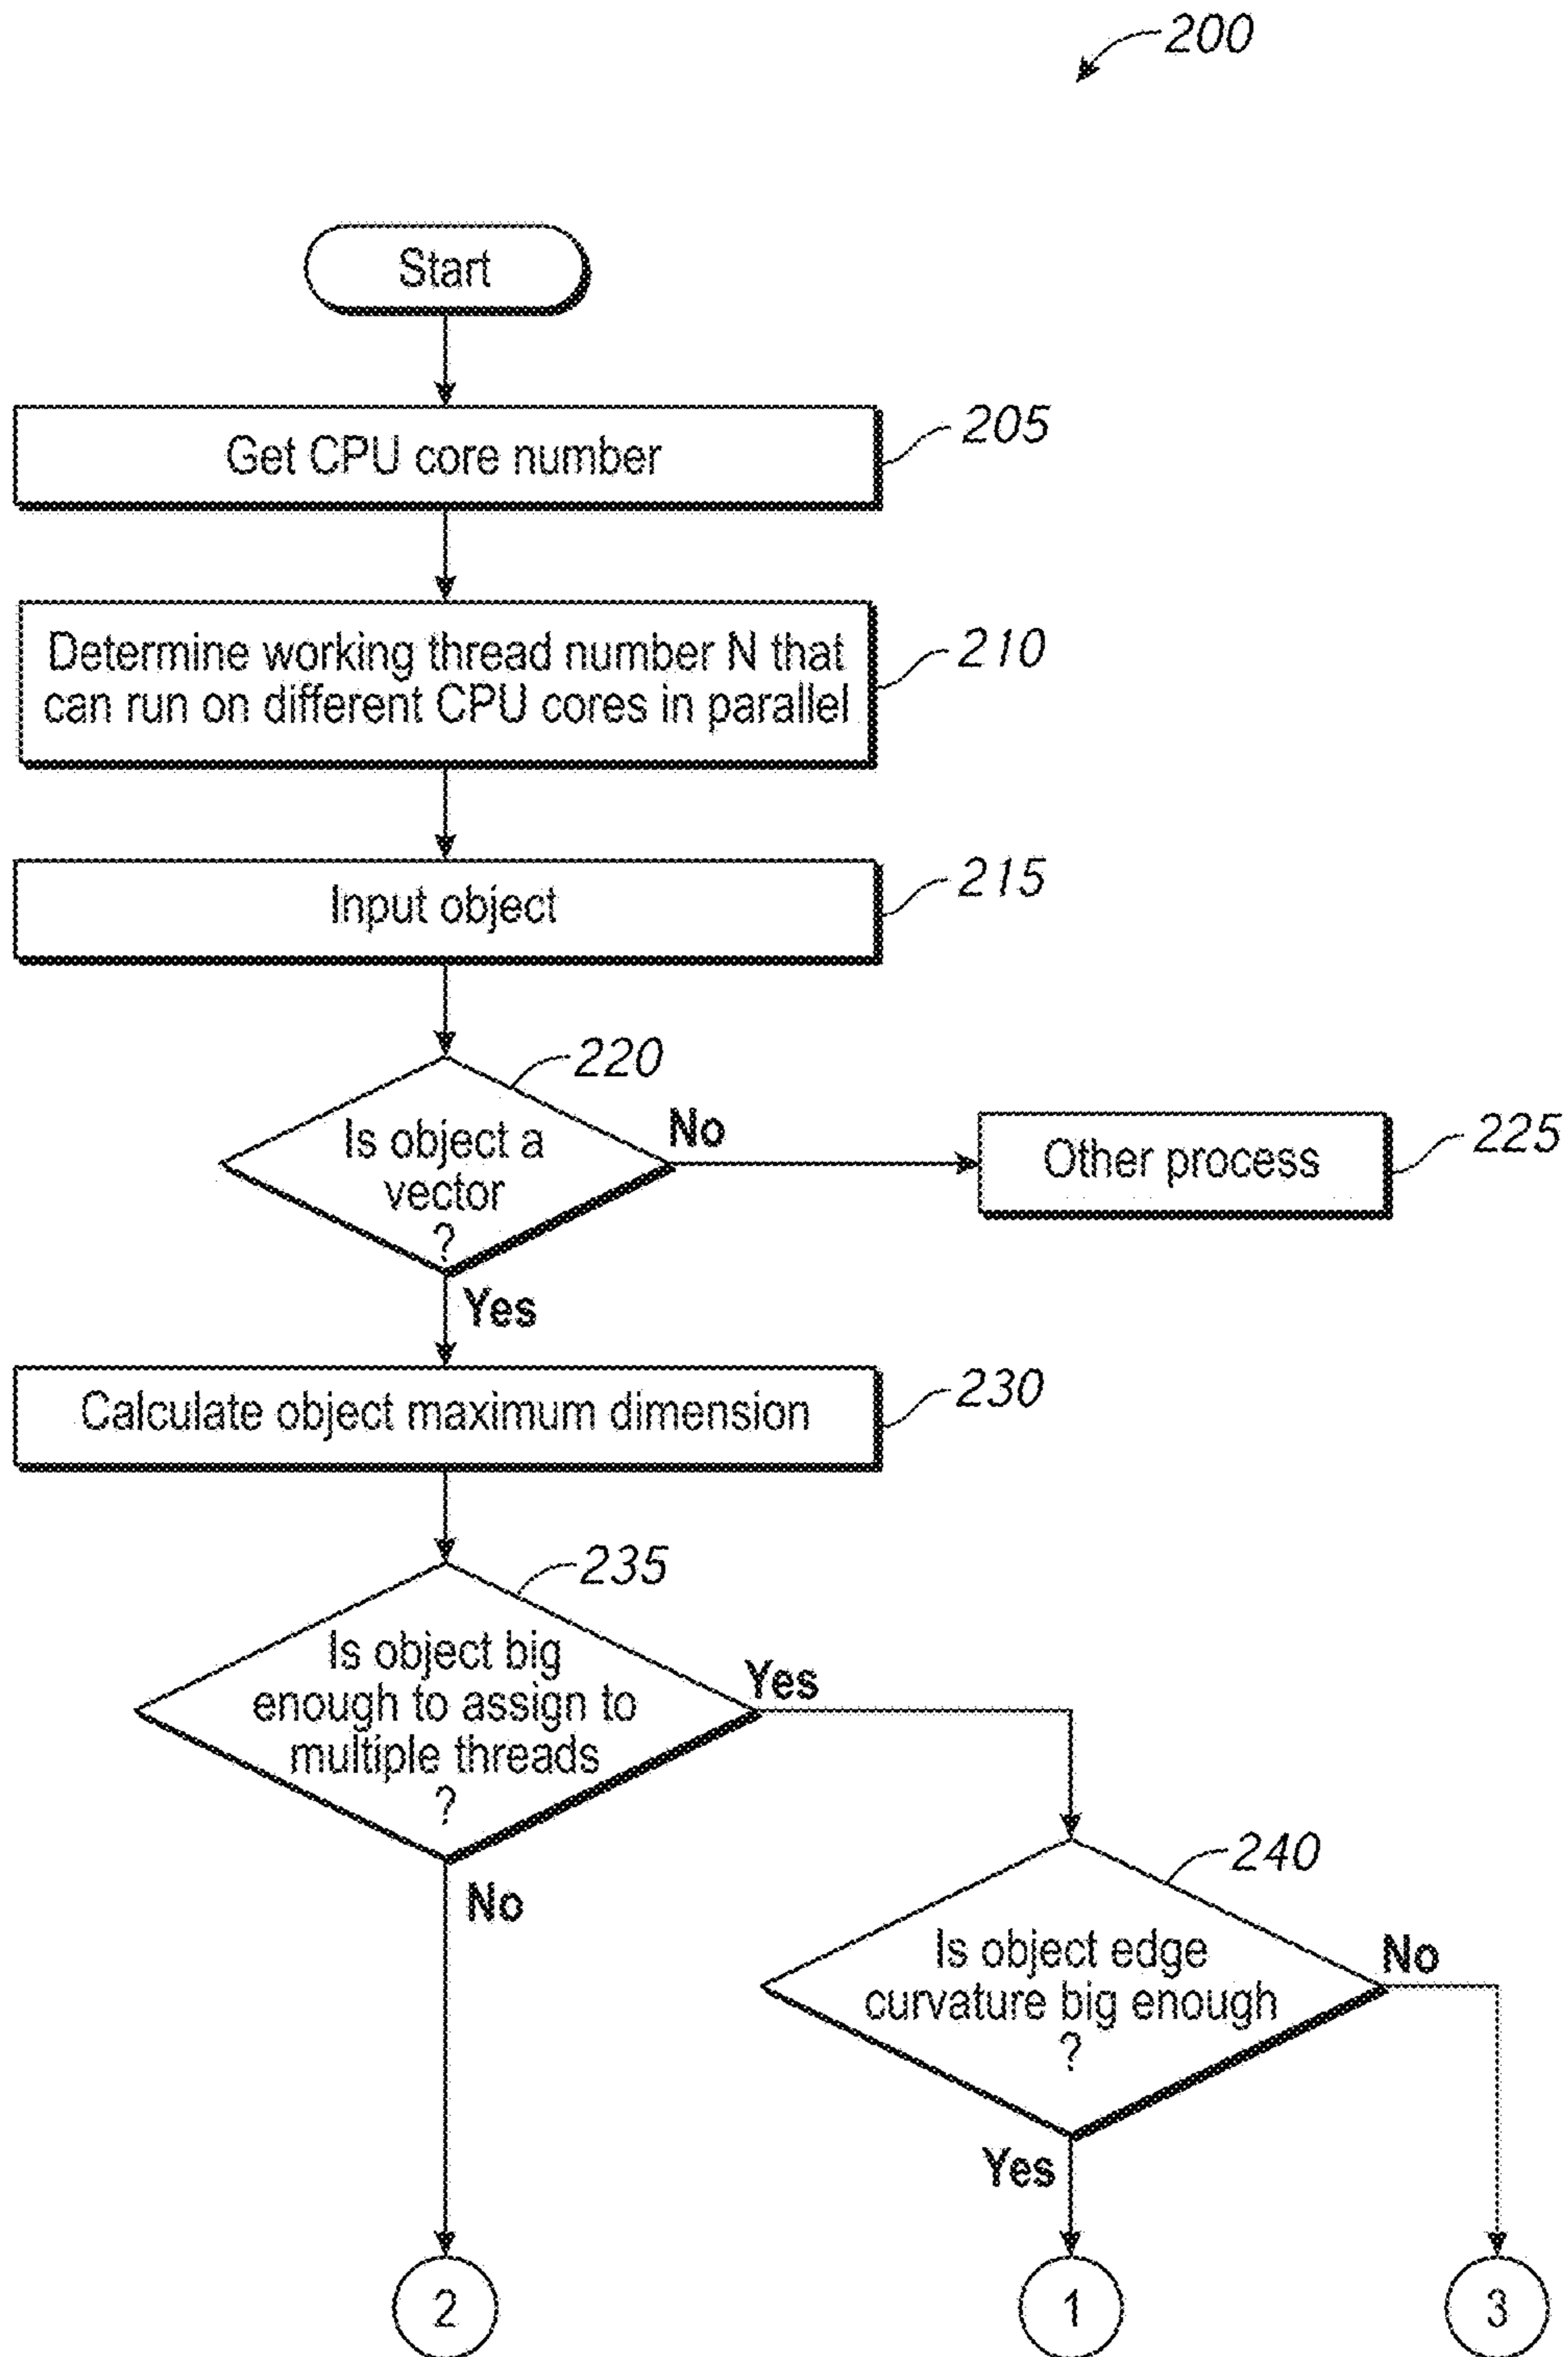 200
Start
Get CPU core number
205
Determine working thread number N that
can run on different CPU cores in parallel
210
Input object
215
220
Is object a
vector
?
No
Other process
225
Yes
Calculate object maximum dimension
230
235
Is object big
enough to assign to
multiple threads
?
Yes
No
240
Is object edge
curvature big enough
?
No
Yes
2
1
3